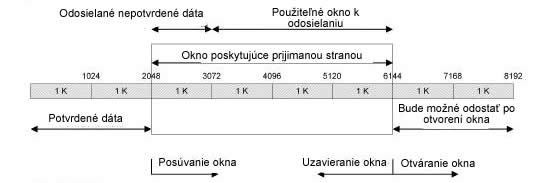 Odosielané nepotvrdené dáta
Použiteľné okno k
odosielaniu
Okno poskytujúce prijimanou stranou
1024 2048 3072 4096 5120 6144 7168 8192
1 K 1 K 1 K 1 K 1 K 1 K 1 K 1 K
Potvrdené dáta
Bude možné odostať po
otvorení okna
Posúvanie okna
Uzavieranie okna
Otváranie okna